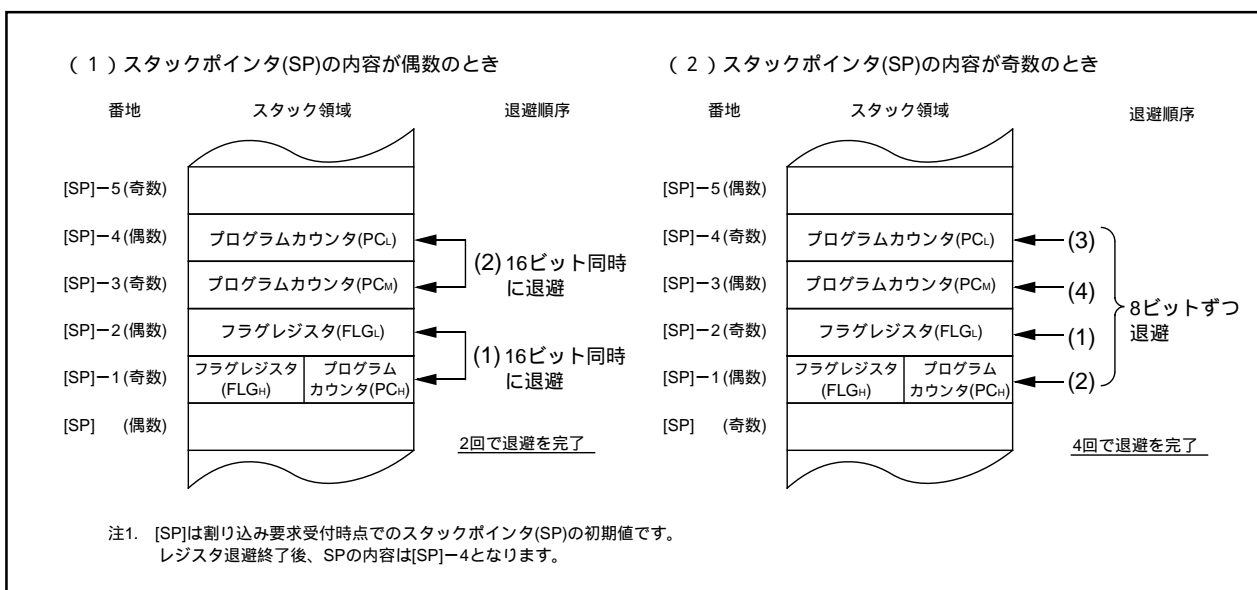 (1)スタックポインタ(SP)の内容が偶数のとき
番地 スタック領域 退避順序
[SP]ー5(奇数)
[SP]ー4(偶数) プログラムカウンタ(PCL)
[SP]ー3(奇数) プログラムカウンタ(PCM)
(2)16ビット同時
に退避
[SP]ー2(偶数) フラグレジスタ(FLGL)
[SP]ー1(奇数) フラグレジスタ
(FLGH)
プログラム
カウンタ(PCH)
(1)16ビット同時
に退避
[SP] (偶数)
2回で退避を完了
(2)スタックポインタ(SP)の内容が奇数のとき
番地 スタック領域 退避順序
[SP]ー5(偶数)
[SP]ー4(奇数) プログラムカウンタ(PCL) (3)
[SP]ー3(偶数) プログラムカウンタ(PCM) (4)
[SP]ー2(奇数) フラグレジスタ(FLGL) (1)
[SP]ー1(偶数) フラグレジスタ
(FLGH)
プログラム
カウンタ(PCH)
(2)
8ビットずつ
退避
[SP] (奇数)
4回で退避を完了
注1. [SP]は割り込み要求受付時点でのスタックポインタ(SP)の初期値です。
レジスタ退避終了後、SPの内容は[SP]ー4となります。